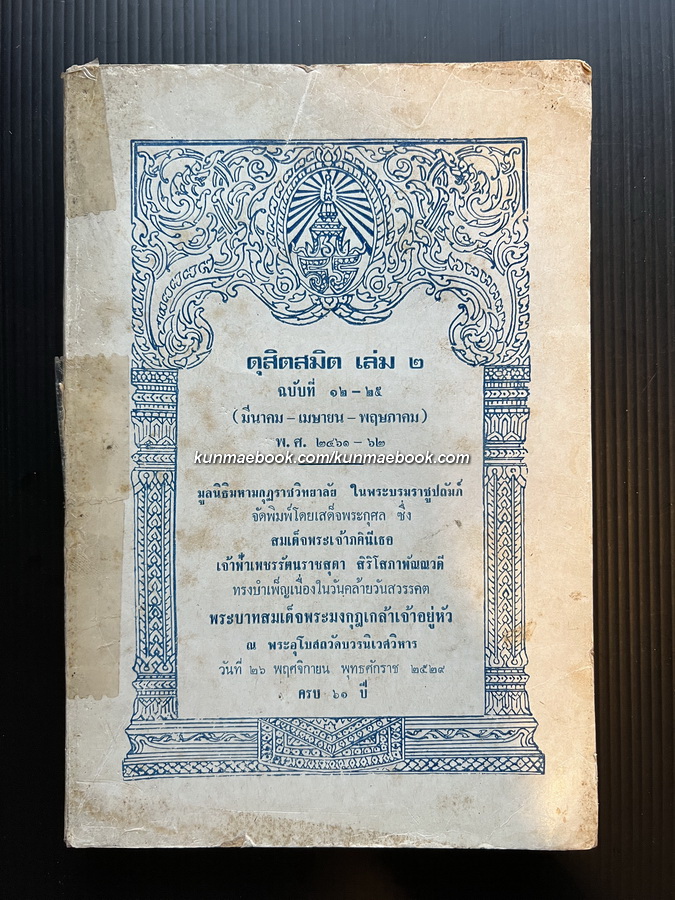 ดุสิตสมิต เล่ม ๒
ฉบับที่ ๑๒ – ๒๕
(มีนาคม – เมษายน – พฤษภาคม)
พ.ศ. ๒๔๖๑ – ๖๒
kunmaebook.com/kunmaebook.com
มูลนิธิมหามกุฏราชวิทยาลัย ในพระบรมราชูปถัมภ์
จัดพิมพ์โดยเสด็จพระกุศล ซึ่ง
สมเด็จพระเจ้าภคินีเธอ
เจ้าฟ้าเพชรรัตนราชสุดา สิริโสภาพัณณวดี
ทรงบำเพ็ญเนื่องในวันคล้ายวันสวรรคต
พระบาทสมเด็จพระมงกุฎเกล้าเจ้าอยู่หัว
ณ พระอุโบสถวัดบวรนิเวศวิหาร
วันที่ ๒๖ พฤศจิกายน พุทธศักราช ๒๕๒๙
ครบ ๖๑ ปี